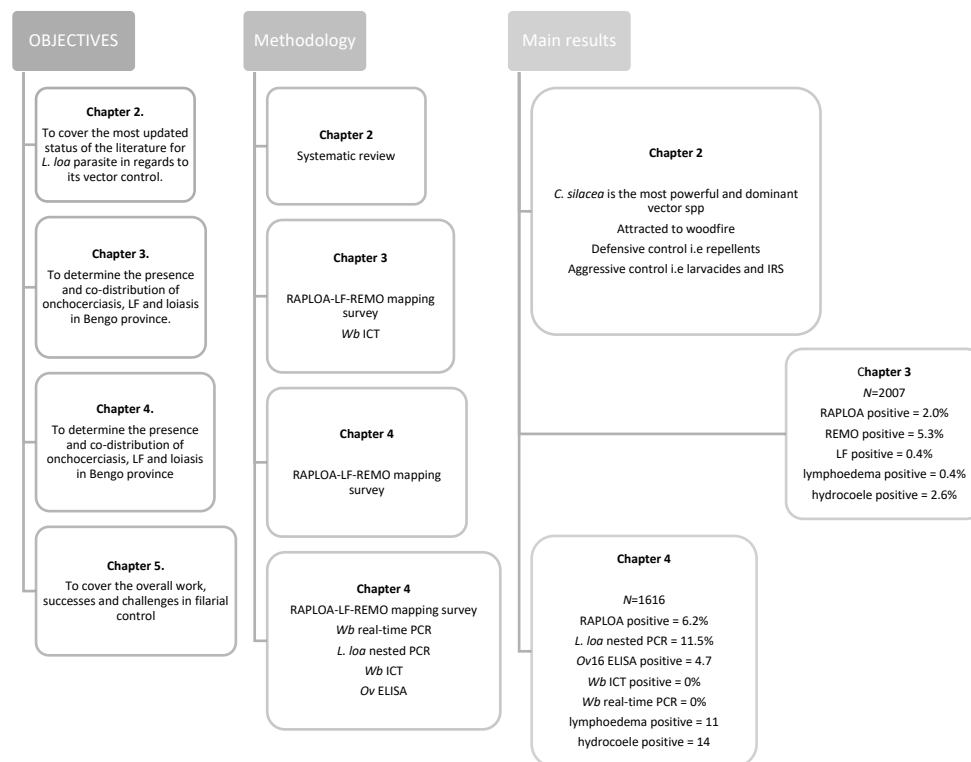 OBJECTIVES
Chapter 2.
To cover the most updated
status of the literature for
L. loa parasite in regards to
its vector control.
Chapter 3.
To determine the presence
and co-distribution of
onchocerciasis, LF and loiasis
in Bengo province.
Chapter 4.
To determine the presence
and co-distribution of
onchocerciasis, LF and loiasis
in Bengo province
Chapter 5.
To cover the overall work,
successes and challenges in filarial
control
Methodology
Chapter 2
Systematic review
Chapter 3
RAPLOA-LF-REMO mapping
survey
Wb ICT
Chapter 4
RAPLOA-LF-REMO mapping
survey
Chapter 4
RAPLOA-LF-REMO mapping survey
Wb real-time PCR
L. loa nested PCR
Wb ICT
Ov ELISA
Main results
Chapter 2
C. silacea is the most powerful and dominant
vector spp
Attracted to woodfire
Defensive control i.e repellents
Aggressive control i.e larvacides and IRS
Chapter 3
N=2007
RAPLOA positive = 2.0%
REMO positive = 5.3%
LF positive = 0.4%
lymphoedema positive = 0.4%
hydrocoele positive = 2.6%
Chapter 4
N=1616
RAPLOA positive = 6.2%
L. loa nested PCR = 11.5%
Ov16 ELISA positive = 4.7
Wb ICT positive = 0%
Wb real-time PCR = 0%
lymphoedema positive = 11
hydrocoele positive = 14